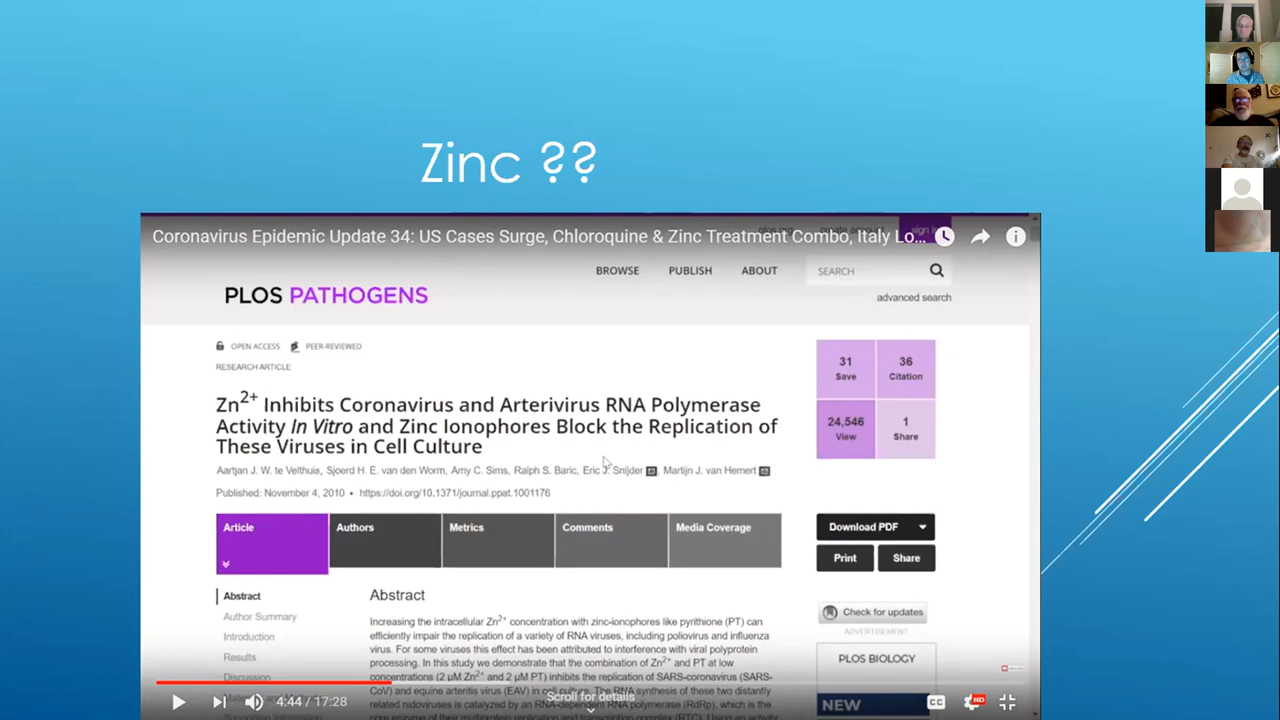 Zinc ??
Coronavirus Epidemic Update 34: US Cases Surge, Chloroquine & Zinc Treatment Combo, Italy Lo...
sign in
BROWSE
PUBLISH
ABOUT
SEARCH
PLOS PATHOGENS
advanced search
OPEN ACCESS
PEER-REVIEWED
RESEARCH ARTICLE
31
Save
36
Citation
24,546
View
1
Share
Zn2+ Inhibits Coronavirus and Arterivirus RNA Polymerase
Activity In Vitro and Zinc Ionophores Block the Replication of
These Viruses in Cell Culture
Aartjan J. W. te Velthuis, Sjoerd H. E. van den Worm, Amy C. Sims, Ralph S. Baric, Eric J. Snijder, Martijn J. van Hemert
Published: November 4, 2010 • https://doi.org/10.1371/journal.ppat.1001176
Article
Authors
Metrics
Comments
Media Coverage
Download PDF
Print
Share
Abstract
Author Summary
Introduction
Results
Discussion
Abstract
Increasing the intracellular Zn2+ concentration with zinc-ionophores like pyrithione (PT) can
efficiently impair the replication of a variety of RNA viruses, including poliovirus and influenza
virus. For some viruses this effect has been attributed to interference with viral polyprotein
processing. In this study we demonstrate that the combination of Zn2+ and PT at low
concentrations (2 µM Zn2+ and 2 µM PT) inhibits the replication of SARS-coronavirus (SARS-
CoV) and equine arteritis virus (EAV) in cell culture. The RNA synthesis of these two distantly
related nidoviruses is catalyzed by an RNA-dependent RNA polymerase (RdRp), which is the
Check for updates
ADVERTISEMENT
PLOS BIOLOGY
NEW
Scroll for details
4:44 / 17:28
CC
HD